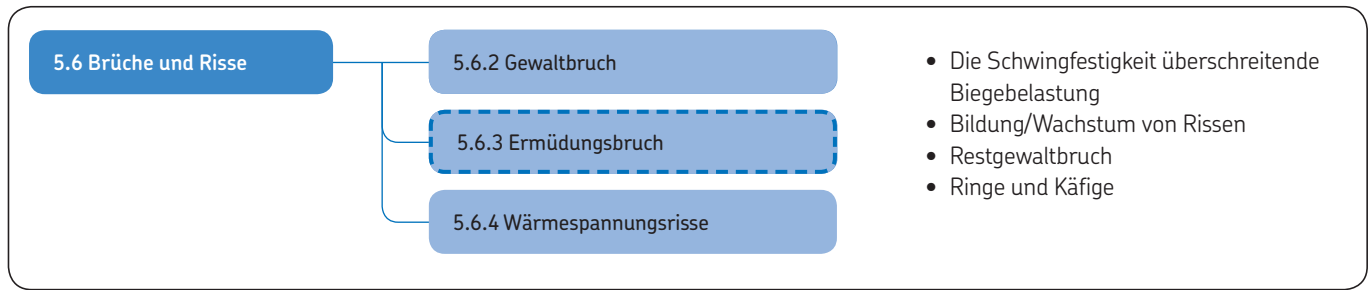 5.6 Brüche und Risse
5.6.2 Gewaltbruch
5.6.3 Ermüdungsbruch
5.6.4 Wärmespannungsrisse
• Die Schwingfestigkeit überschreitende
Biegebelastung
• Bildung/Wachstum von Rissen
• Restgewaltbruch
• Ringe und Käfige